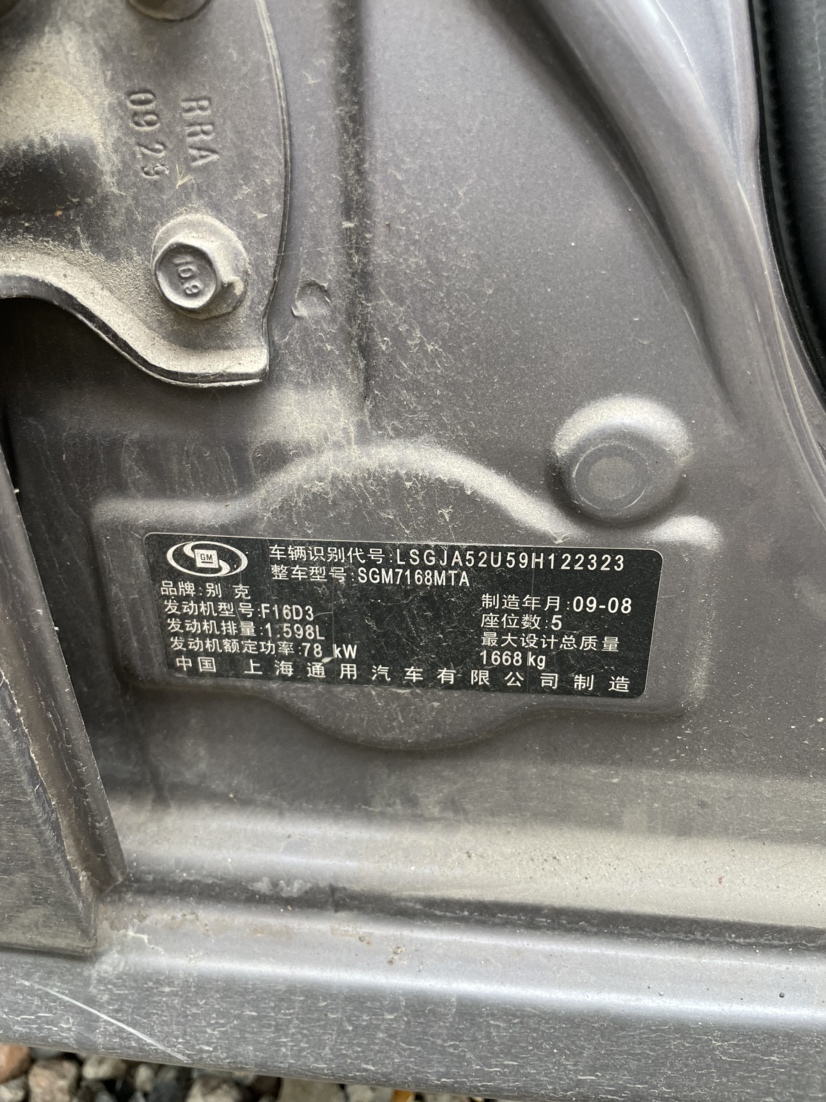 RRA
09 29
10.9
GM
车辆识别代号:LSGJA52U59H122323
整车型号:SGM7168MTA
品牌:别克
制造年月:09-08
发动机型号:F16D3
座位数:5
发动机排量:1.598L
最大设计总质量
发动机额定功率:78 kW
1668kg
中国 上海通用汽车有限公司制造